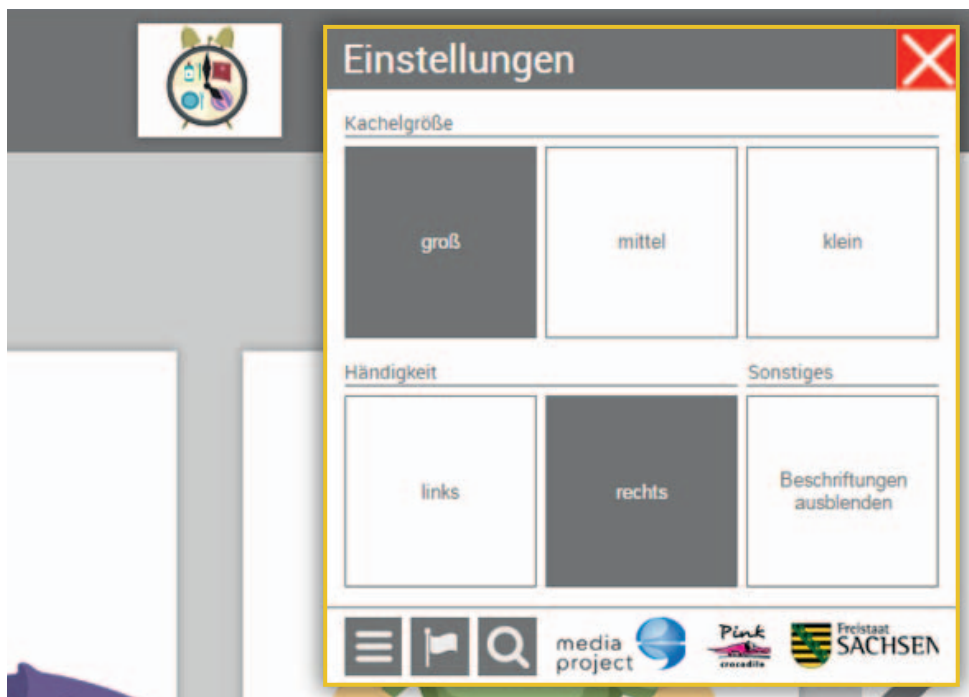 Einstellungen
Kachelgröße
groß
mittel
klein
Händigkeit
Sonstiges
links
rechts
Beschriftungen
ausblenden
media
project
Pink
crocodile
Freistaat
SACHSEN